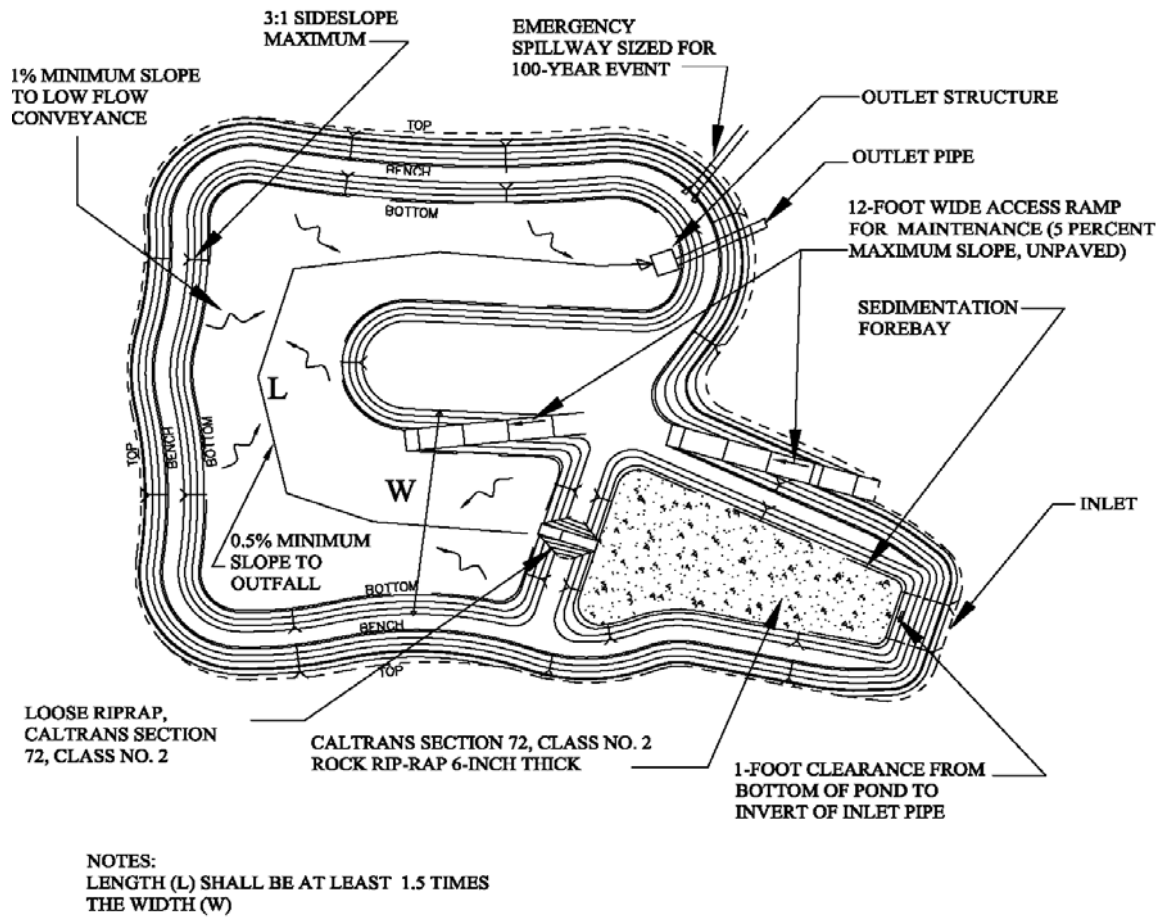 3:1 SIDESLOPE
MAXIMUM
EMERGENCY
SPILLWAY SIZED FOR
100-YEAR EVENT
1% MINIMUM SLOPE
TO LOW FLOW
CONVEYANCE
OUTLET STRUCTURE
OUTLET PIPE
12-FOOT WIDE ACCESS RAMP
FOR MAINTENANCE (5 PERCENT
MAXIMUM SLOPE, UNPAVED)
SEDIMENTATION
FOREBAY
INLET
TOP
BENCH
BOTTOM
TOP
BENCH
BOTTOM
L
W
0.5% MINIMUM
SLOPE TO
OUTFALL
BOTTOM
BENCH
TOP
LOOSE RIPRAP,
CALTRANS SECTION
72, CLASS NO. 2
CALTRANS SECTION 72, CLASS NO. 2
ROCK RIP-RAP 6-INCH THICK
1-FOOT CLEARANCE FROM
BOTTOM OF POND TO
INVERT OF INLET PIPE
NOTES:
LENGTH (L) SHALL BE AT LEAST 1.5 TIMES
THE WIDTH (W)